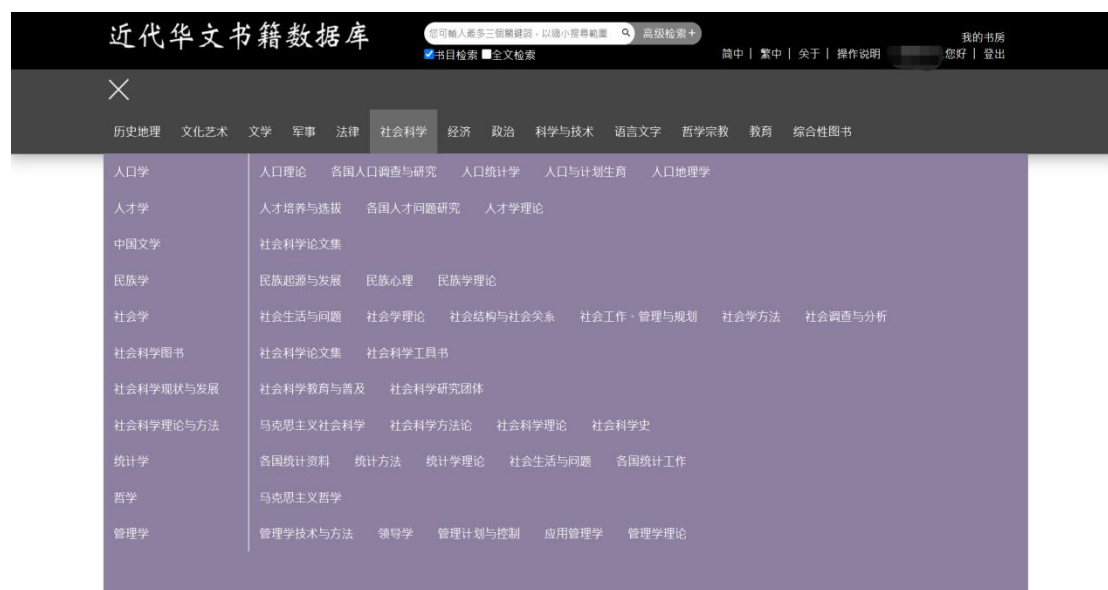 近代华文书籍数据库
您可輸入最多三個關鍵詞，以縮小搜尋範圍 高级检索+
书目检索 全文检索
我的书房
简中 | 繁中 | 关于 | 操作说明 您好 | 登出
历史地理 文化艺术 文学 军事 法律 社会科学 经济 政治 科学与技术 语言文字 哲学宗教 教育 综合性图书
人口学 人口理论 各国人口调查与研究 人口统计学 人口与计划生育 人口地理学
人才学 人才培养与选拔 各国人才问题研究 人才学理论
中国文学 社会科学论文集
民族学 民族起源与发展 民族心理 民族学理论
社会学 社会生活与问题 社会学理论 社会结构与社会关系 社会工作、管理与规划 社会学方法 社会调查与分析
社会科学图书 社会科学论文集 社会科学工具书
社会科学现状与发展 社会科学教育与普及 社会科学研究团体
社会科学理论与方法 马克思主义社会科学 社会科学方法论 社会科学理论 社会科学史
统计学 各国统计资料 统计方法 统计学理论 社会生活与问题 各国统计工作
哲学 马克思主义哲学
管理学 管理学技术与方法 领导学 管理计划与控制 应用管理学 管理学理论